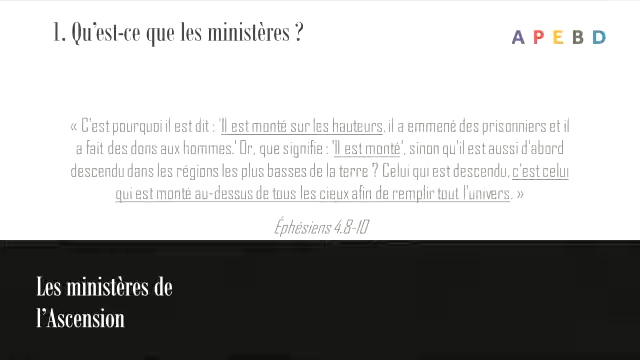 1. Qu'est-ce que les ministères ?
A P E B D
« C'est pourquoi il est dit : 'Il est monté sur les hauteurs, il a emmené des prisonniers et il
a fait des dons aux hommes.' Or, que signifie : 'Il est monté', sinon qu'il est aussi d'abord
descendu dans les régions les plus basses de la terre ? Celui qui est descendu, c'est celui
qui est monté au-dessus de tous les cieux afin de remplir tout l'univers. »
Éphésiens 4.8-10
Les ministères de
l'Ascension